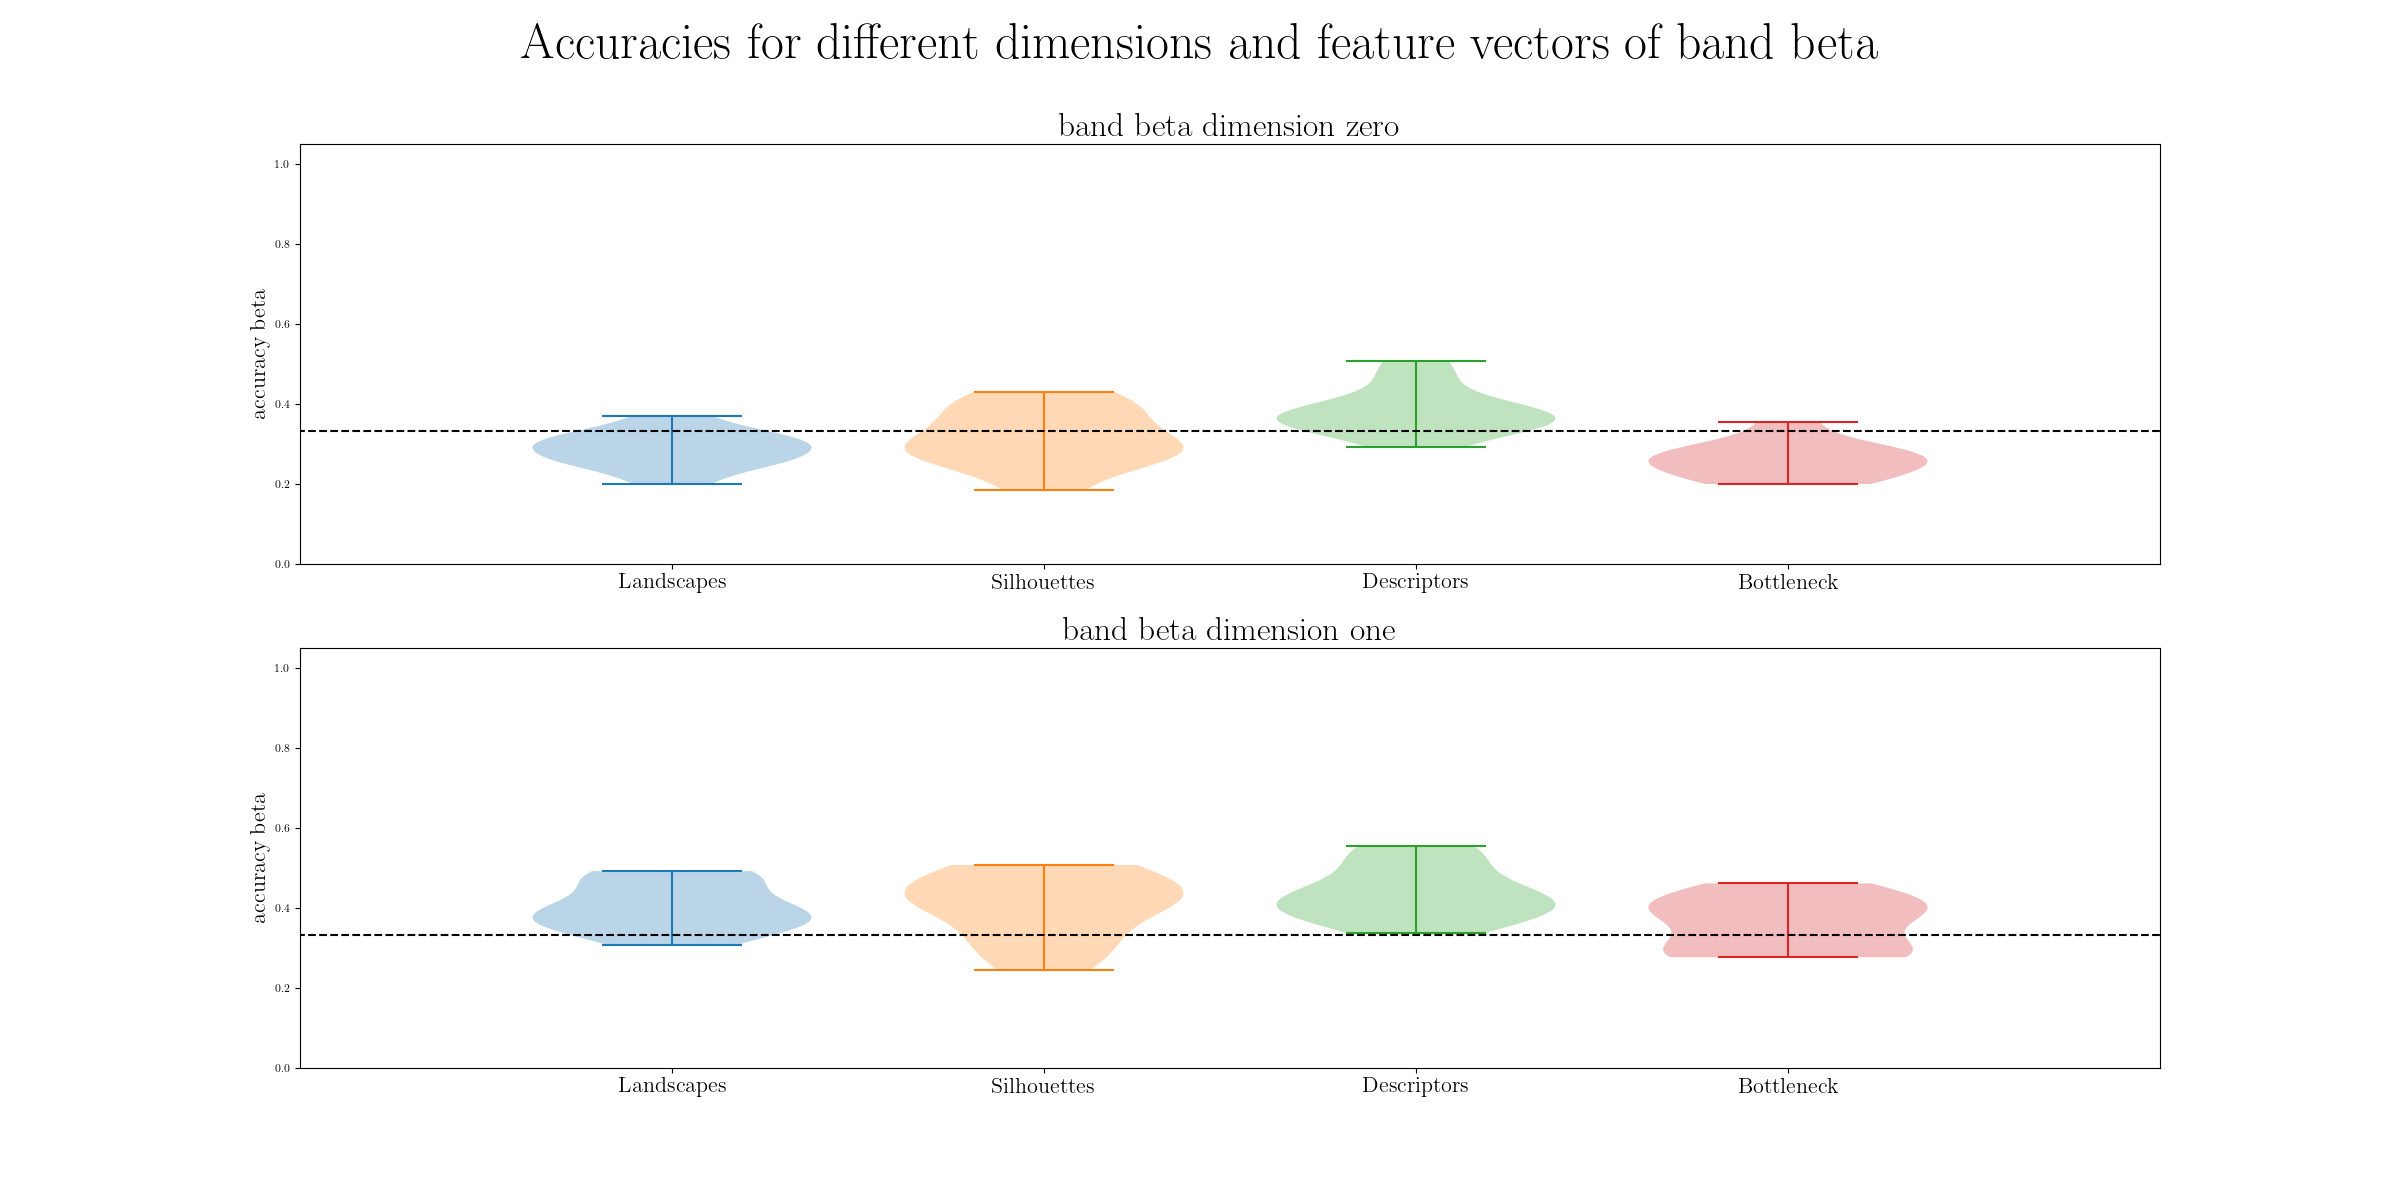 Accuracies for different dimensions and feature vectors of band beta
band beta dimension zero
accuracy beta
1.0
0.8
0.6
0.4
0.2
0.0
Landscapes Silhouettes Descriptors Bottleneck
band beta dimension one
accuracy beta
1.0
0.8
0.6
0.4
0.2
0.0
Landscapes Silhouettes Descriptors Bottleneck